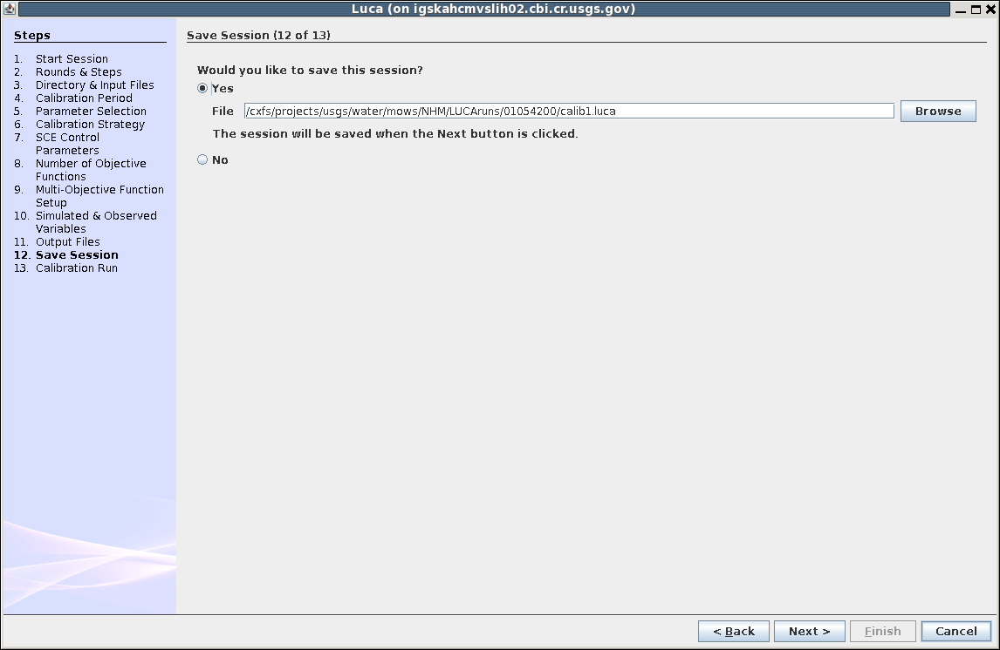 Luca (on igskahcmvslih02.cbi.cr.usgs.gov)
Steps
1. Start Session
2. Rounds & Steps
3. Directory & Input Files
4. Calibration Period
5. Parameter Selection
6. Calibration Strategy
7. SCE Control
Parameters
8. Number of Objective
Functions
9. Multi-Objective Function
Setup
10. Simulated & Observed
Variables
11. Output Files
12. Save Session
13. Calibration Run
Save Session (12 of 13)
Would you like to save this session?
Yes
File /cxfs/projects/usgs/water/mows/NHM/LUCAruns/01054200/calib1.luca Browse
The session will be saved when the Next button is clicked.
No
< Back Next > Finish Cancel